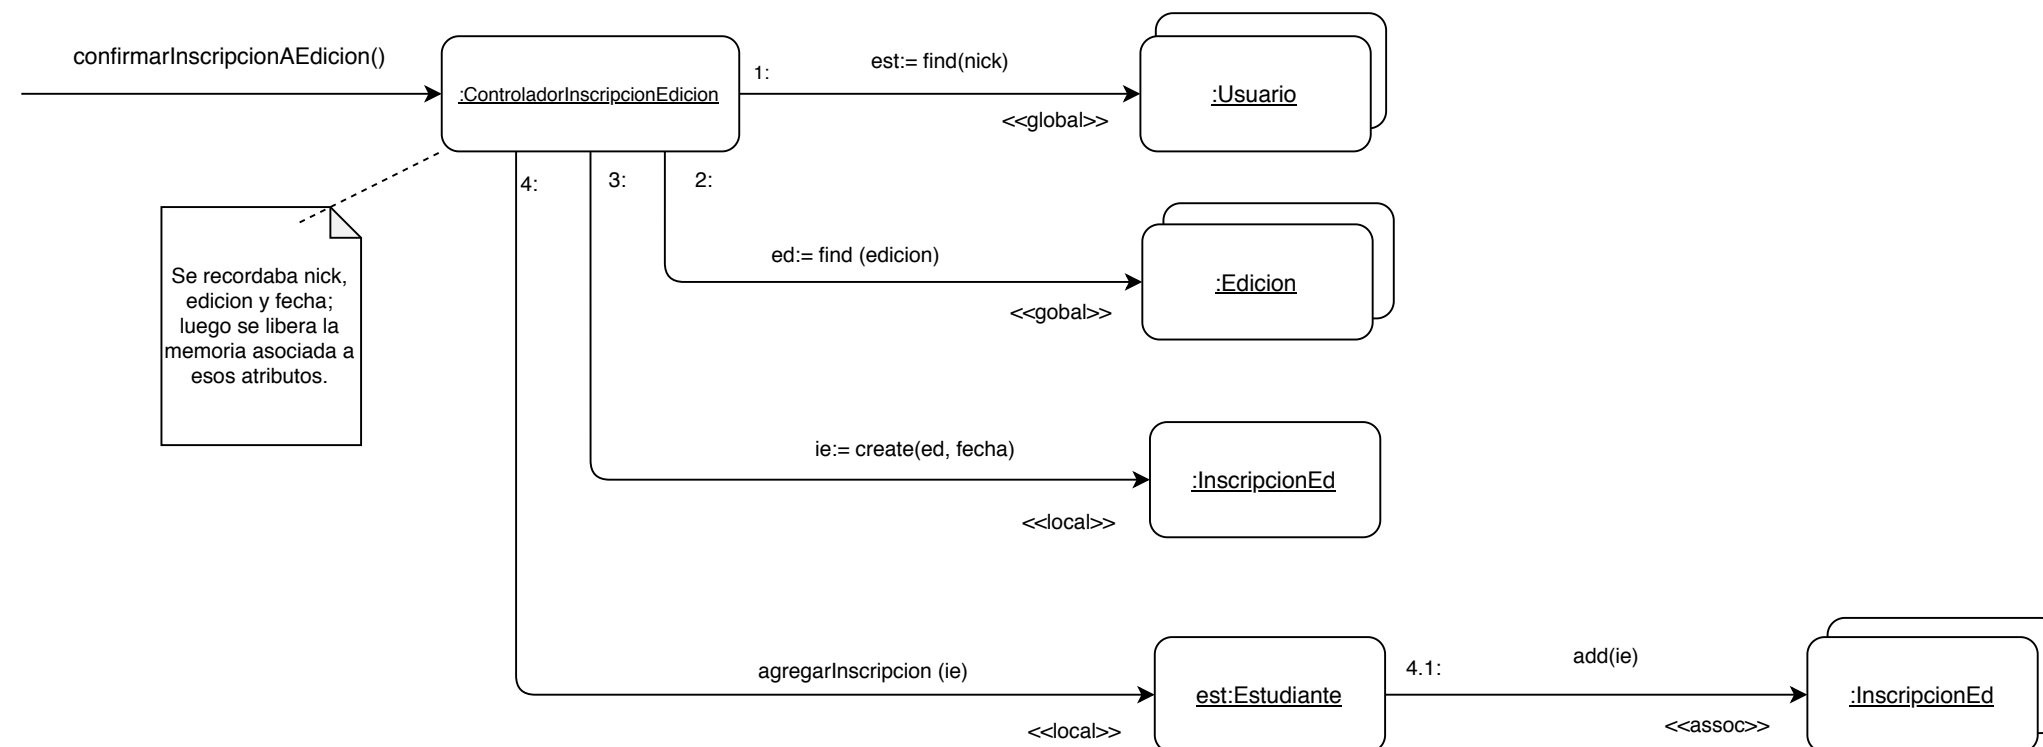 confirmarInscripcionAEdicion()
:ControladorInscripcionEdicion
1:
est:= find(nick)
<<global>>
:Usuario
4:
3:
2:
Se recordaba nick,
edicion y fecha;
luego se libera la
memoria asociada a
esos atributos.
ed:= find (edicion)
<<gobal>>
:Edicion
ie:= create(ed, fecha)
<<local>>
:InscripcionEd
agregarInscripcion (ie)
<<local>>
est:Estudiante
4.1:
add(ie)
<<assoc>>
:InscripcionEd